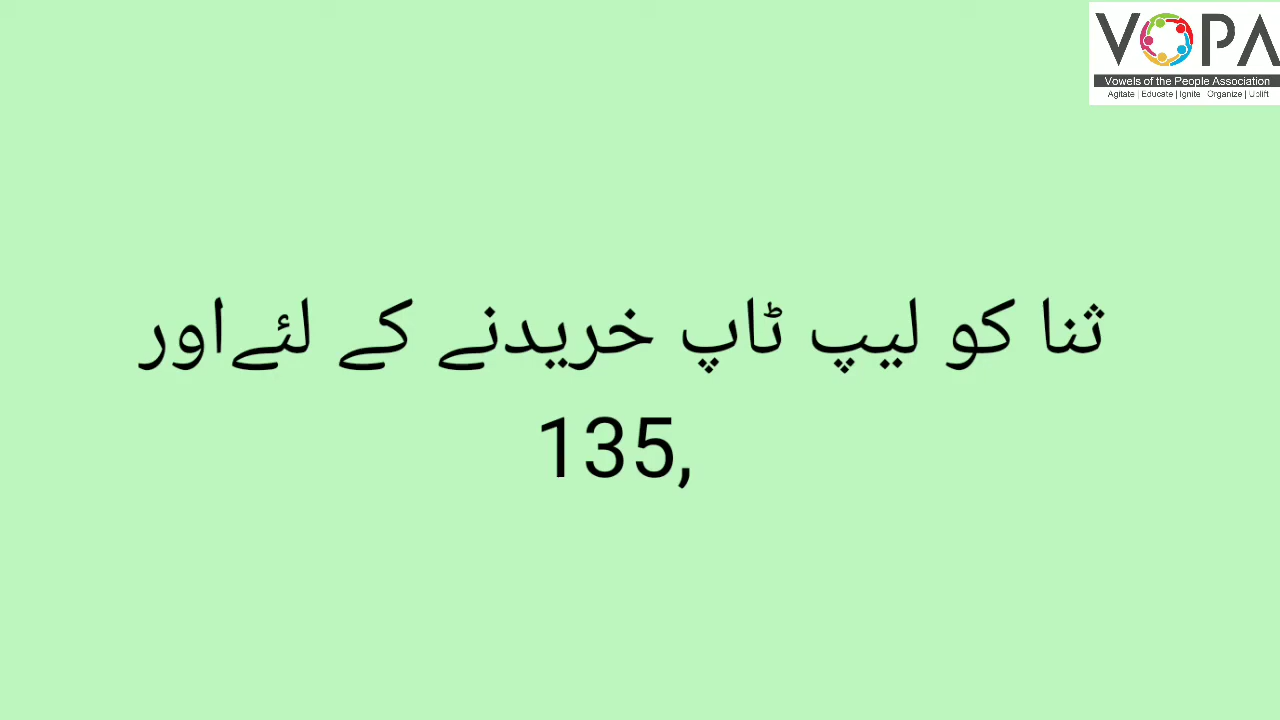 VOPA
Vowels of the People Association
Agitate | Educate | Ignite | Organize | Uplift
ثنا کو لیپ ٹاپ خریدنے کے لئےاور
135,